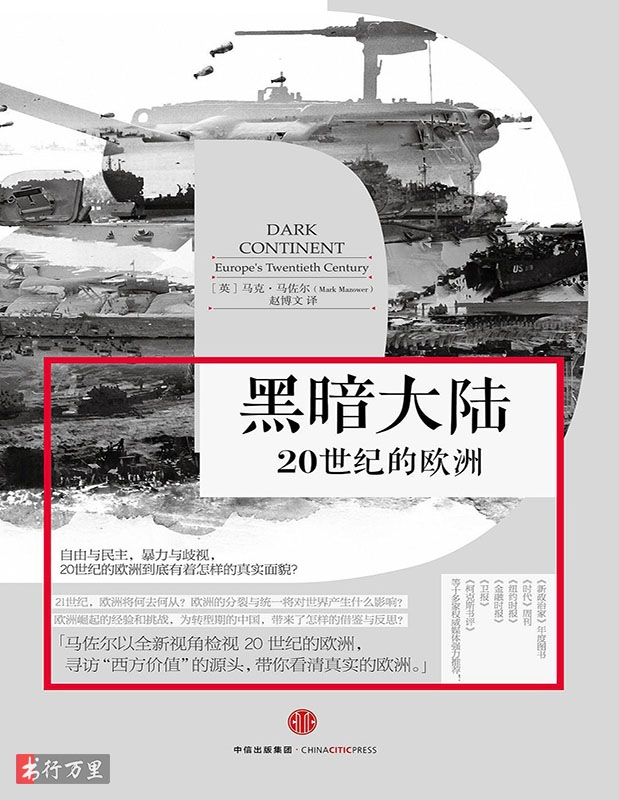 DARK
CONTINENT
Europe's Twentieth Century
[英]马克·马佐尔(Mark Mazower)
赵博文 译
黑暗大陆
20世纪的欧洲
自由与民主，暴力与歧视，
20世纪的欧洲到底有着怎样的真实面貌？
21世纪，欧洲将何去何从？欧洲的分裂与统一将对世界产生什么影响？
欧洲崛起的经验和挑战，为转型期的中国，带来了怎样的借鉴与反思？
「马佐尔以全新视角检视 20 世纪的欧洲，
寻访“西方价值”的源头，带你看清真实的欧洲。」
《新政治家》年度图书
《时代》周刊
《纽约时报》
《金融时报》
《卫报》
《柯克斯书评》
等十多家权威媒体强力推荐！
US
中信出版集团·CHINACITICPRESS
书行万里